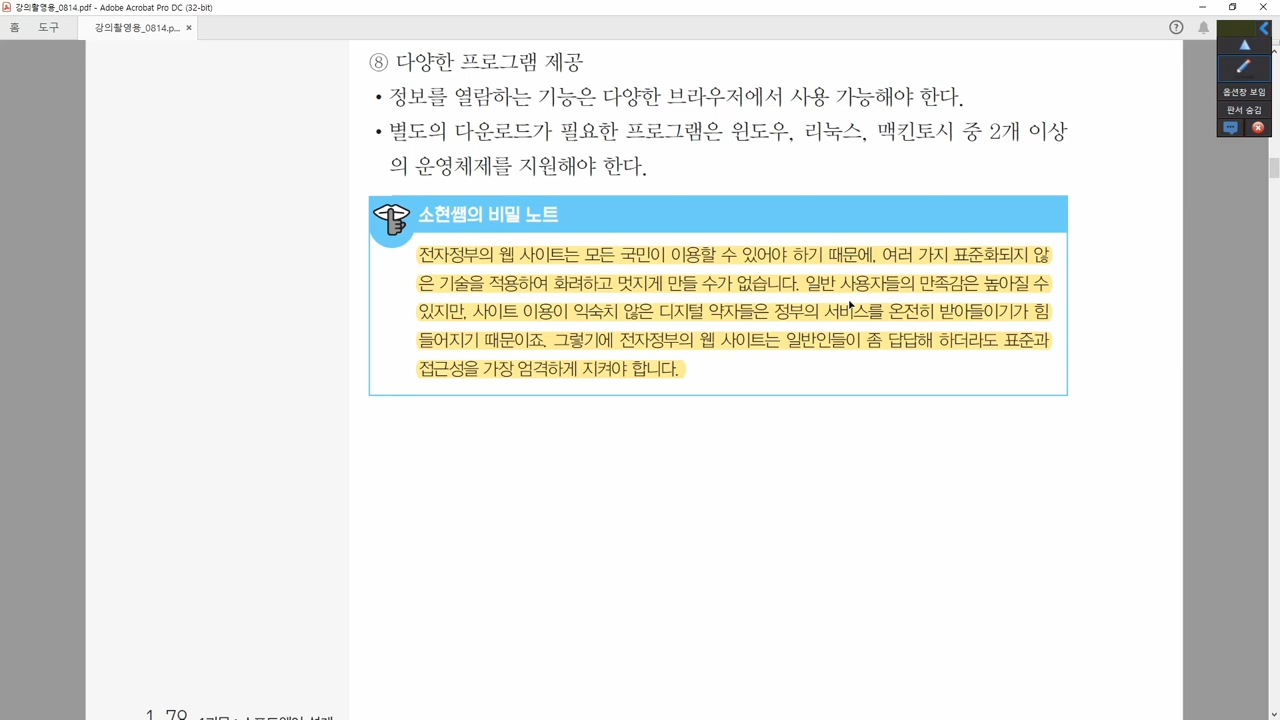 강의촬영용_0814.pdf - Adobe Acrobat Pro DC (32-bit)
홈 도구 강의촬영용_0814.p... ×
옵션창 보임
판서 숨김
⑧ 다양한 프로그램 제공
• 정보를 열람하는 기능은 다양한 브라우저에서 사용 가능해야 한다.
• 별도의 다운로드가 필요한 프로그램은 윈도우, 리눅스, 맥킨토시 중 2개 이상
의 운영체제를 지원해야 한다.
소현쌤의 비밀 노트
전자정부의 웹 사이트는 모든 국민이 이용할 수 있어야 하기 때문에, 여러 가지 표준화되지 않
은 기술을 적용하여 화려하고 멋지게 만들 수가 없습니다. 일반 사용자들의 만족감은 높아질 수
있지만, 사이트 이용이 익숙치 않은 디지털 약자들은 정부의 서비스를 온전히 받아들이기가 힘
들어지기 때문이죠. 그렇기에 전자정부의 웹 사이트는 일반인들이 좀 답답해 하더라도 표준과
접근성을 가장 엄격하게 지켜야 합니다.